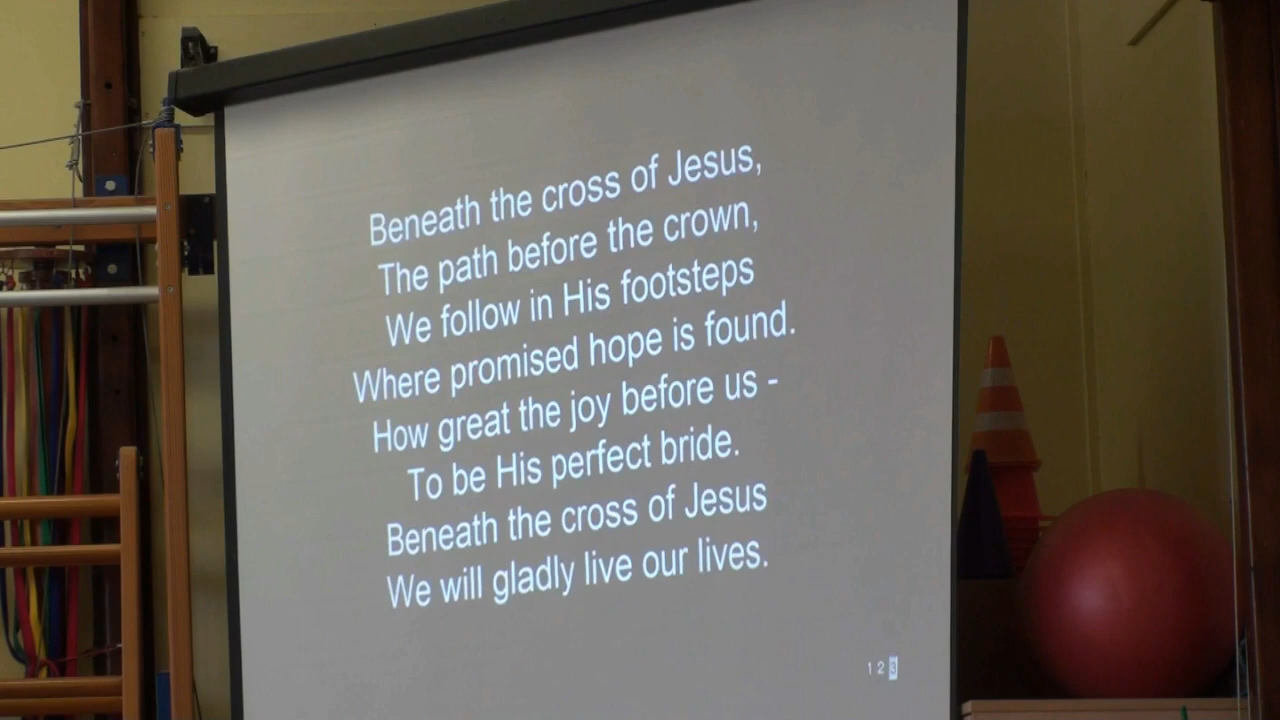 Beneath the cross of Jesus,
The path before the crown,
We follow in His footsteps
Where promised hope is found.
How great the joy before us -
To be His perfect bride.
Beneath the cross of Jesus
We will gladly live our lives.
1 2 3